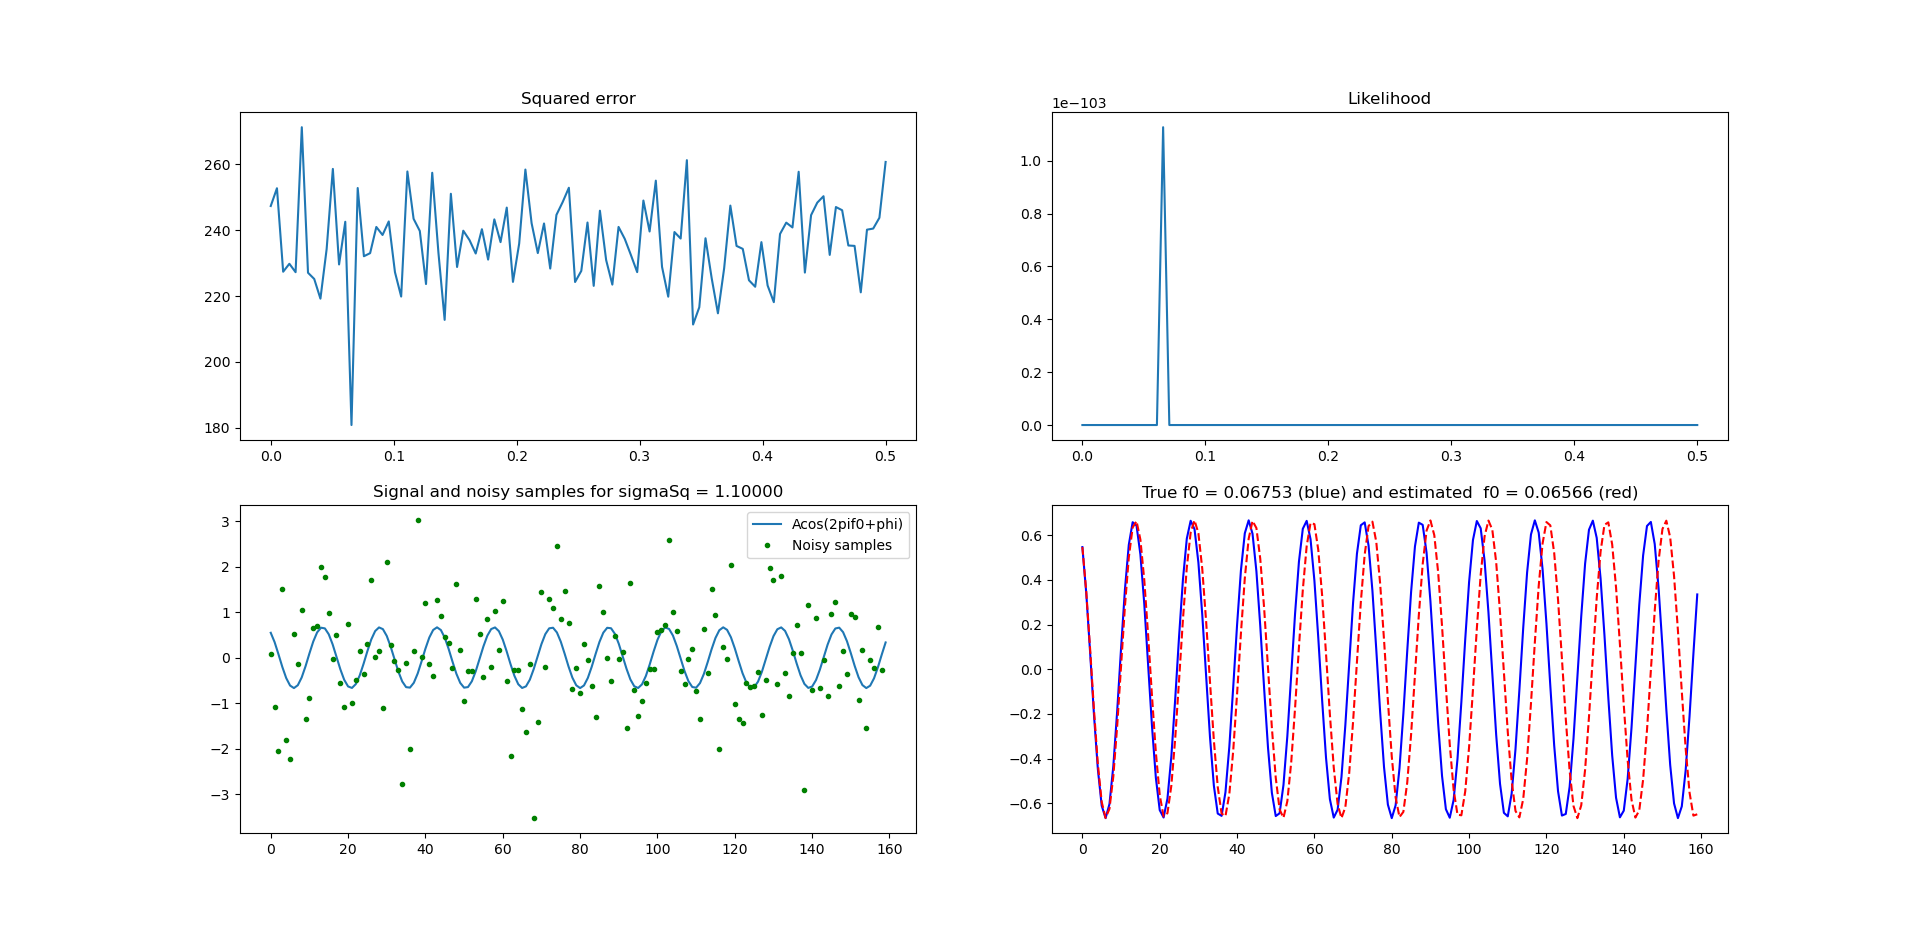 Squared error
260
240
220
200
180
0.0 0.1 0.2 0.3 0.4 0.5
Likelihood
1e−103
1.0
0.8
0.6
0.4
0.2
0.0
0.0 0.1 0.2 0.3 0.4 0.5
Signal and noisy samples for sigmaSq = 1.10000
Acos(2pif0+phi)
Noisy samples
3
2
1
0
−1
−2
−3
0 20 40 60 80 100 120 140 160
True f0 = 0.06753 (blue) and estimated  f0 = 0.06566 (red)
0.6
0.4
0.2
0.0
−0.2
−0.4
−0.6
0 20 40 60 80 100 120 140 160